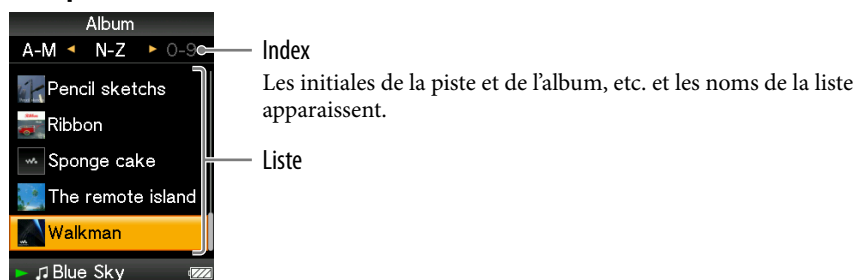 Album
A-M N-Z 0-9
Index
Les initiales de la piste et de l’album, etc. et les noms de la liste
apparaissent.
Pencil sketchs
Ribbon
Sponge cake
Liste
The remote island
Walkman
Blue Sky